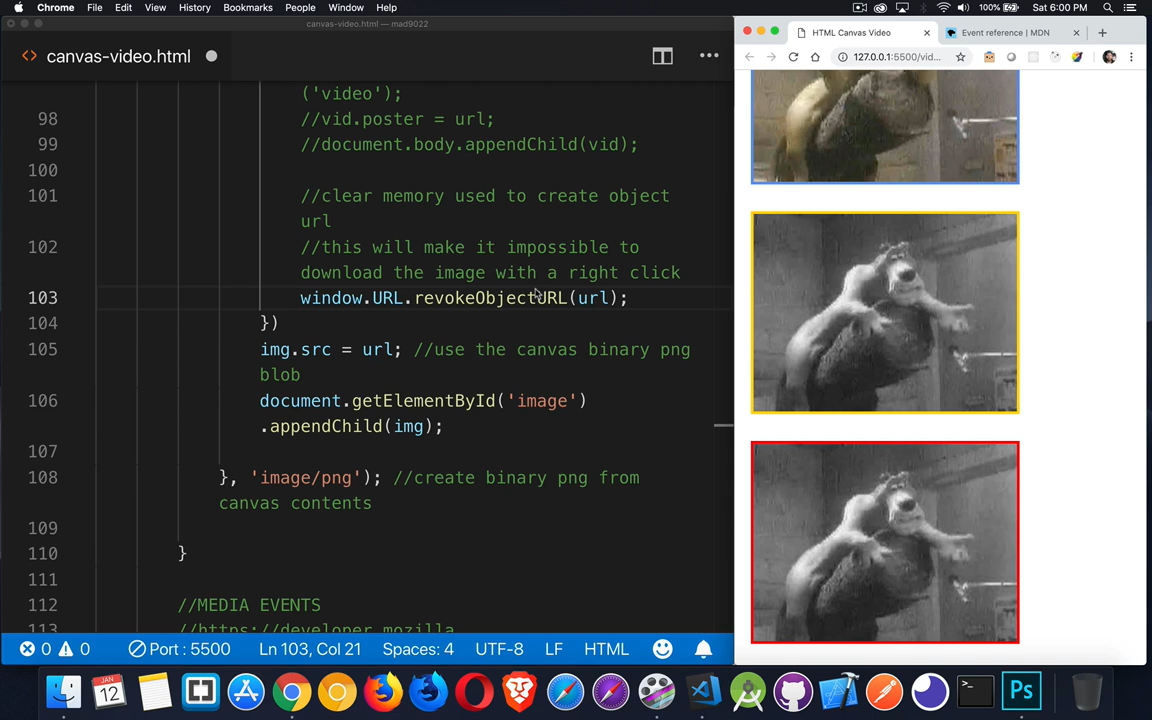 Chrome File Edit View History Bookmarks People Window Help 100% Sat 6:00 PM
canvas-video.html — mad9022
canvas-video.html
('video');
98 //vid.poster = url;
99 //document.body.appendChild(vid);
100
101 //clear memory used to create object
url
102 //this will make it impossible to
download the image with a right click
103 window.URL.revokeObjectURL(url);
104 })
105 img.src = url; //use the canvas binary png
blob
106 document.getElementById('image')
.appendChild(img);
107
108 }, 'image/png'); //create binary png from
canvas contents
109
110 }
111
112 //MEDIA EVENTS
113 //https://developer.mozilla
0 0 Port : 5500 Ln 103, Col 21 Spaces: 4 UTF-8 LF HTML
HTML Canvas Video
Event reference | MDN
127.0.0.1:5500/vid...
JAN
12
>_
Ps